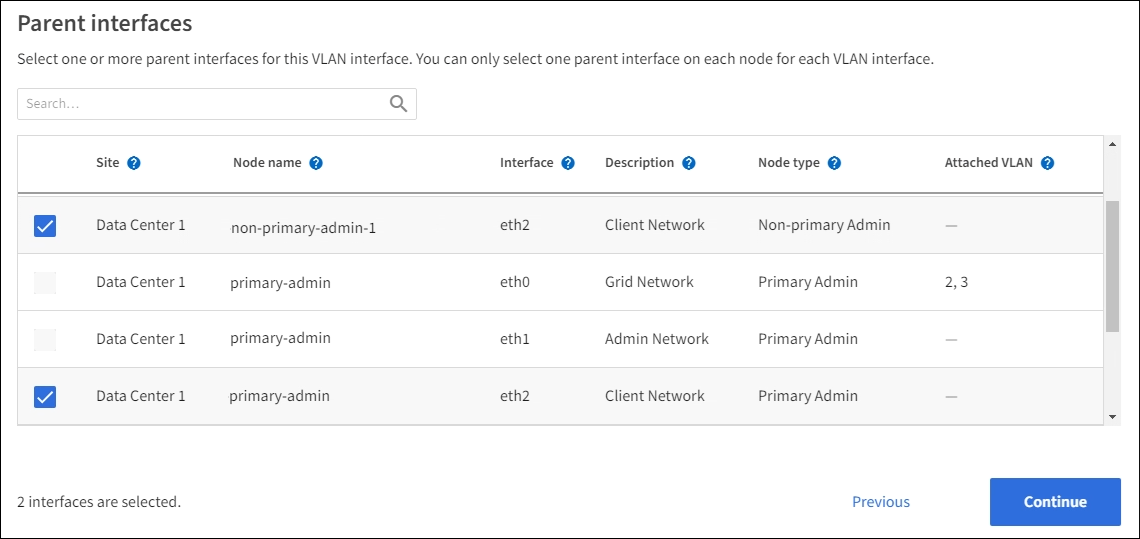 Parent interfaces
Select one or more parent interfaces for this VLAN interface. You can only select one parent interface on each node for each VLAN interface.
Search…
Site ? Node name ? Interface ? Description ? Node type ? Attached VLAN ?
Data Center 1 non-primary-admin-1 eth2 Client Network Non-primary Admin —
Data Center 1 primary-admin eth0 Grid Network Primary Admin 2, 3
Data Center 1 primary-admin eth1 Admin Network Primary Admin —
Data Center 1 primary-admin eth2 Client Network Primary Admin —
2 interfaces are selected. Previous Continue